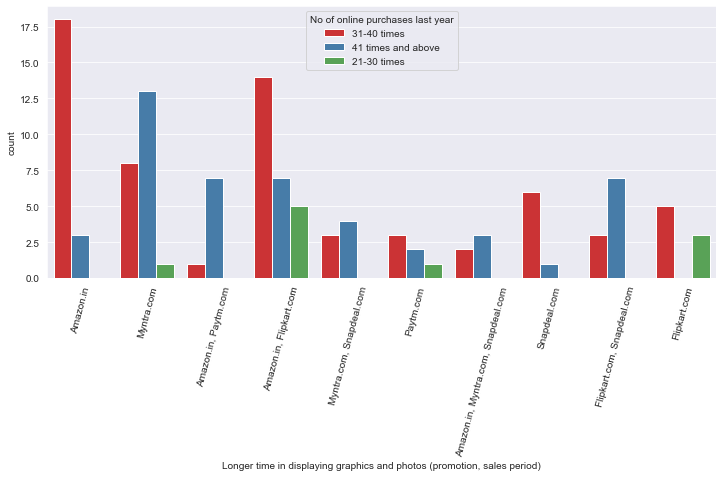 No of online purchases last year
31-40 times
41 times and above
21-30 times
17.5
15.0
12.5
10.0
7.5
5.0
2.5
0.0
count
Amazon.in
Myntra.com
Amazon.in, Paytm.com
Amazon.in, Flipkart.com
Myntra.com, Snapdeal.com
Paytm.com
Amazon.in, Myntra.com, Snapdeal.com
Snapdeal.com
Flipkart.com, Snapdeal.com
Flipkart.com
Longer time in displaying graphics and photos (promotion, sales period)